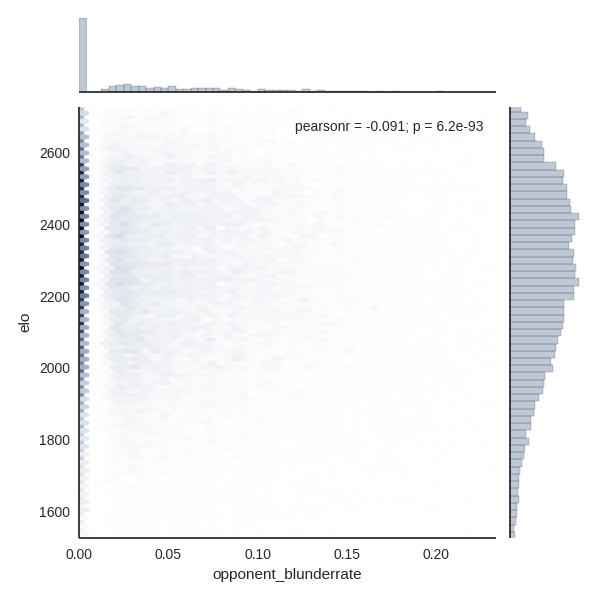 pearsonr = -0.091; p = 6.2e-93
2600
2400
2200
2000
1800
1600
elo
0.00 0.05 0.10 0.15 0.20
opponent_blunderrate